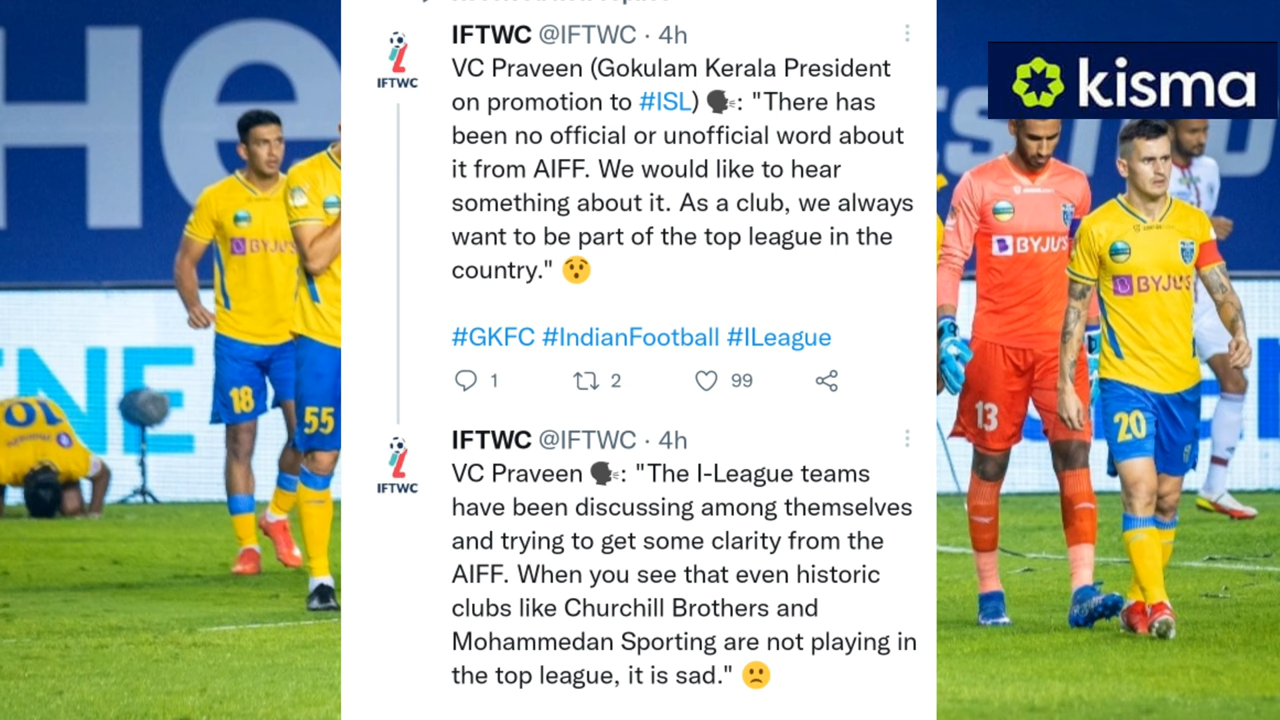 IFTWC @IFTWC · 4h
IFTWC
VC Praveen (Gokulam Kerala President
on promotion to #ISL) 🗣: "There has
been no official or unofficial word about
it from AIFF. We would like to hear
something about it. As a club, we always
want to be part of the top league in the
country." 😯
#GKFC #IndianFootball #ILeague
1 2 99
IFTWC @IFTWC · 4h
IFTWC
VC Praveen 🗣: "The I-League teams
have been discussing among themselves
and trying to get some clarity from the
AIFF. When you see that even historic
clubs like Churchill Brothers and
Mohammedan Sporting are not playing in
the top league, it is sad." 🙁
kisma
He
NE
10
18
BYJU'S
55
BYJU'S
13
BYJU'S
20